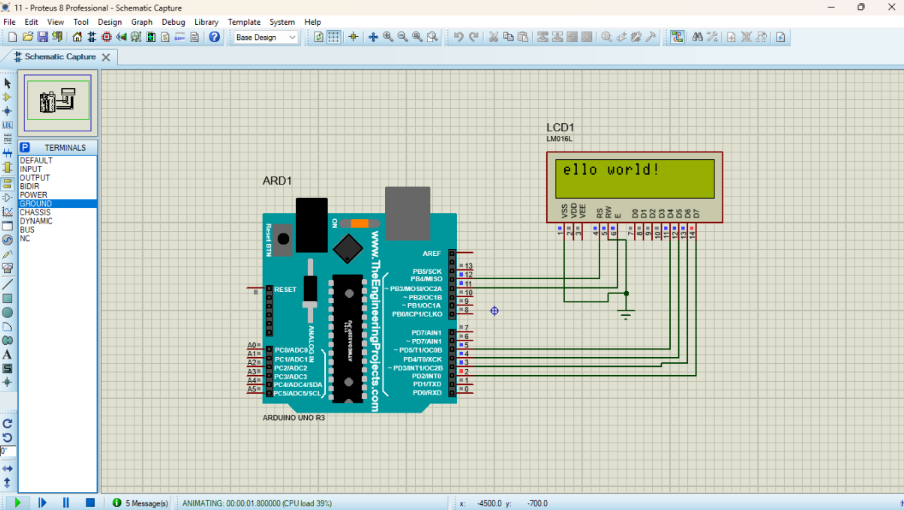 11 - Proteus 8 Professional - Schematic Capture
File Edit View Tool Design Graph Debug Library Template System Help
Base Design
Schematic Capture
P TERMINALS
DEFAULT
INPUT
OUTPUT
BIDIR
POWER
GROUND
CHASSIS
DYNAMIC
BUS
NC
LBL
0°
LCD1
LM016L
ello world!
VSS VDD VEE RS RW E D0 D1 D2 D3 D4 D5 D6 D7
1 2 3 4 5 6 7 8 9 10 11 12 13 14
ARD1
Reset BTN
ON
www.TheEngineeringProjects.com
ANALOG IN
RESET
AREF
13
PB5/SCK
12
PB4/MISO
11
~ PB3/MOSI/OC2A
10
~ PB2/OC1B
9
~ PB1/OC1A
8
PB0/ICP1/CLKO
7
PD7/AIN1
6
~ PD7/AIN1
5
~ PD5/T1/OC0B
4
PD4/T0/XCK
3
~ PD3/INT1/OC2B
2
PD2/INT0
1
PD1/TXD
0
PD0/RXD
A0 PC0/ADC0
A1 PC1/ADC1
A2 PC2/ADC2
A3 PC3/ADC3
A4 PC4/ADC4/SDA
A5 PC5/ADC5/SCL
ARDUINO UNO R3
5 Message(s) ANIMATING: 00:00:01.800000 (CPU load 39%) x: -4500.0 y: -700.0